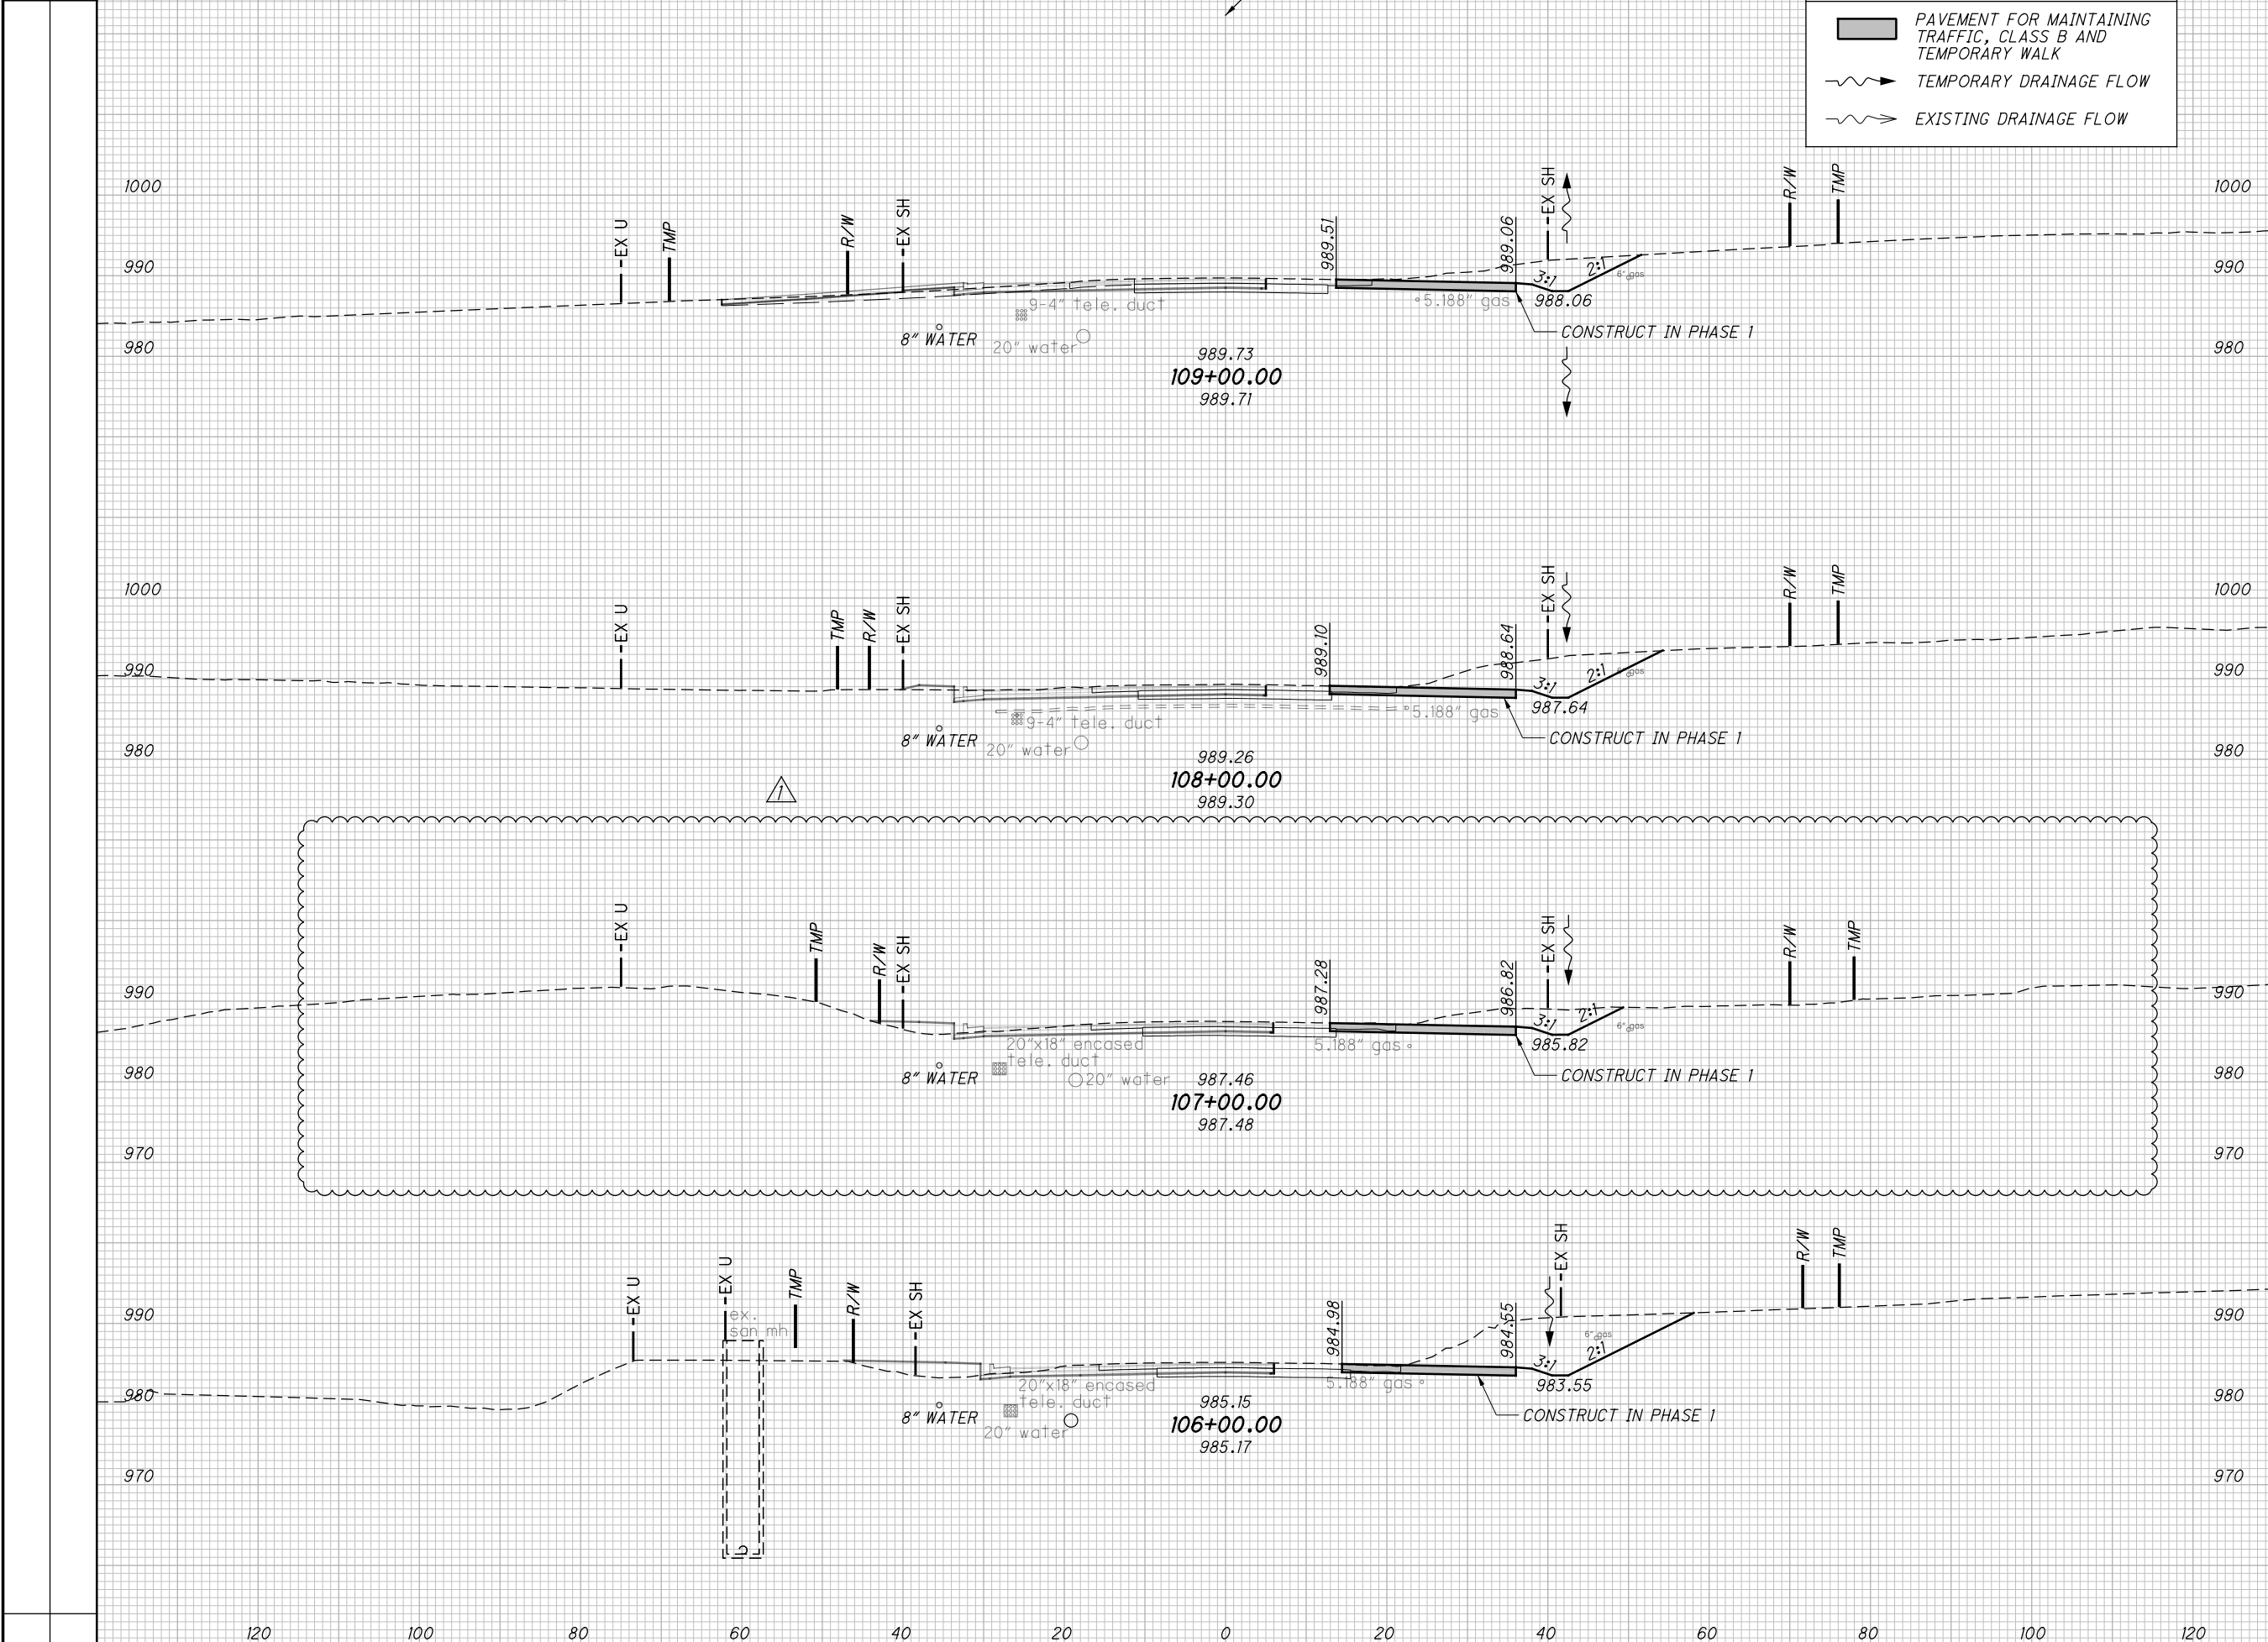 PAVEMENT FOR MAINTAINING
TRAFFIC, CLASS B AND
TEMPORARY WALK
TEMPORARY DRAINAGE FLOW
EXISTING DRAINAGE FLOW
1000
EX U
TMP
R/W
EX SH
989.51
989.06
EX SH
R/W
TMP
1000
990
3:1
2:1
6" gas
990
9-4" tele. duct
5.188" gas
988.06
8" WATER
20" water
CONSTRUCT IN PHASE 1
980
989.73
980
109+00.00
989.71
1000
EX U
TMP
R/W
EX SH
989.10
988.64
EX SH
R/W
TMP
1000
990
3:1
2:1
6" gas
990
9-4" tele. duct
5.188" gas
987.64
8" WATER
20" water
CONSTRUCT IN PHASE 1
980
989.26
980
108+00.00
989.30
1
EX U
TMP
R/W
EX SH
987.28
986.82
EX SH
R/W
TMP
990
3:1
2:1
6" gas
990
20"x18" encased
tele. duct
5.188" gas
985.82
8" WATER
20" water
CONSTRUCT IN PHASE 1
980
987.46
980
107+00.00
987.48
970
970
EX U
EX U
TMP
R/W
EX SH
984.98
984.55
EX SH
R/W
TMP
990
ex.
san mh
6" gas
990
3:1
2:1
20"x18" encased
tele. duct
5.188" gas
983.55
980
985.15
980
8" WATER
20" water
CONSTRUCT IN PHASE 1
106+00.00
985.17
970
970
120
100
80
60
40
20
0
20
40
60
80
100
120